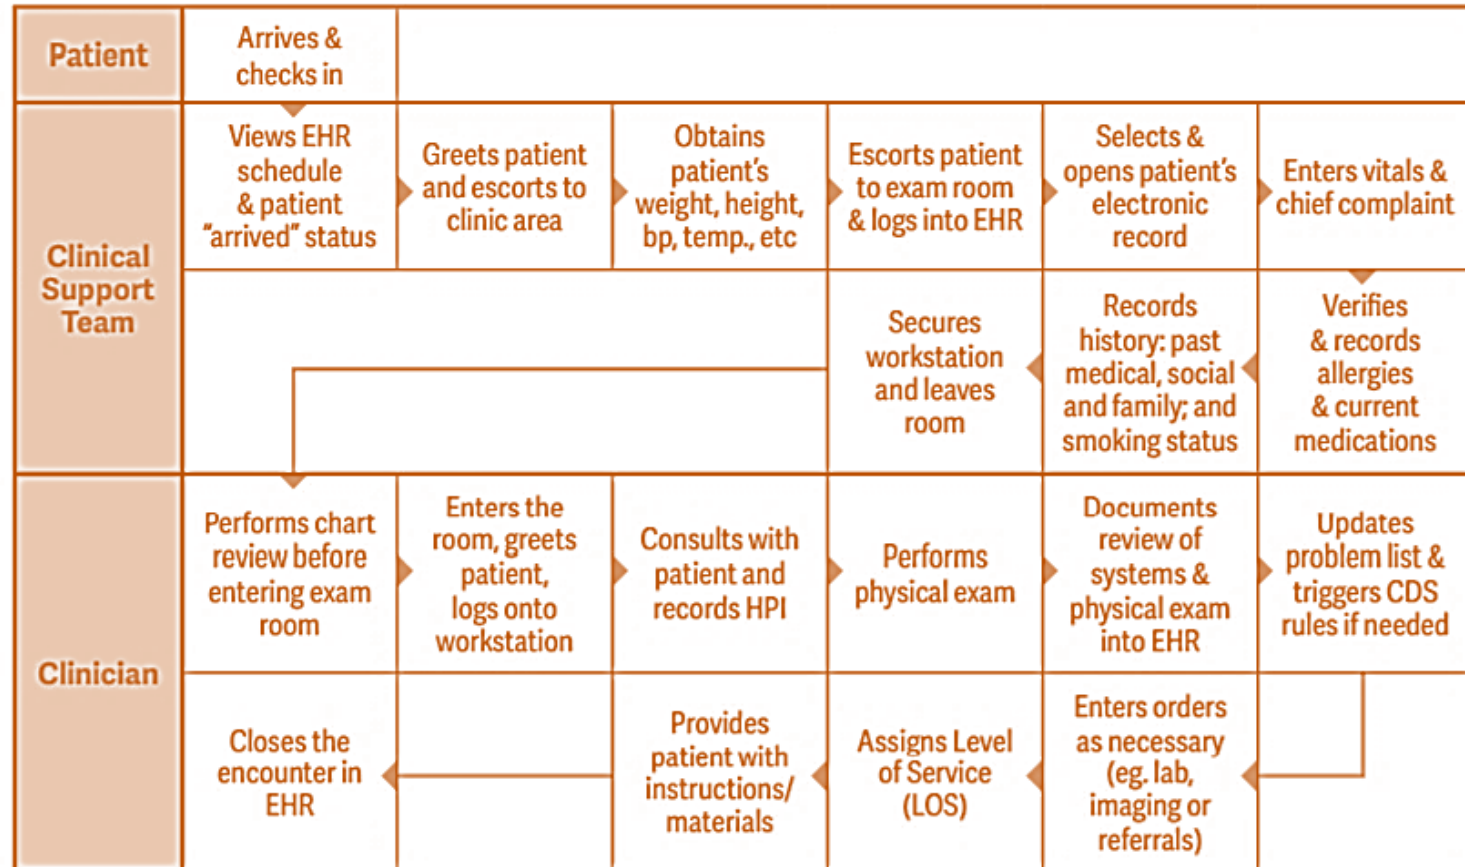 Patient
Arrives &
checks in
Clinical
Support
Team
Views EHR
schedule
& patient
"arrived" status
Greets patient
and escorts to
clinic area
Obtains
patient's
weight, height,
bp, temp., etc
Escorts patient
to exam room
& logs into EHR
Selects &
opens patient's
electronic
record
Enters vitals &
chief complaint
Verifies
& records
allergies
& current
medications
Records
history: past
medical, social
and family; and
smoking status
Secures
workstation
and leaves
room
Clinician
Performs chart
review before
entering exam
room
Enters the
room, greets
patient,
logs onto
workstation
Consults with
patient and
records HPI
Performs
physical exam
Documents
review of
systems &
physical exam
into EHR
Updates
problem list &
triggers CDS
rules if needed
Enters orders
as necessary
(eg. lab,
imaging or
referrals)
Assigns Level
of Service
(LOS)
Provides
patient with
instructions/
materials
Closes the
encounter in
EHR